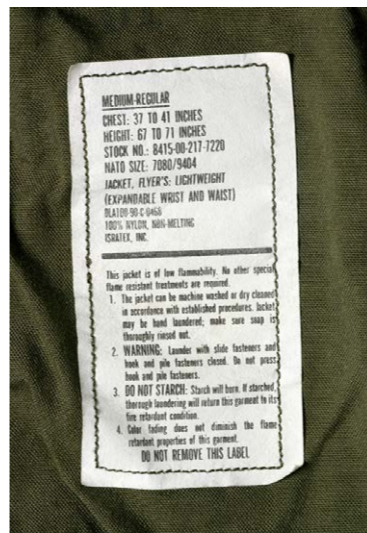 MEDIUM-REGULAR
CHEST: 37 TO 41 INCHES
HEIGHT: 67 TO 71 INCHES
STOCK NO.: 8415-00-217-7220
NATO SIZE: 7080/9404
JACKET, FLYER'S: LIGHTWEIGHT
(EXPANDABLE WRIST AND WAIST)
DLA100-90-C-0468
100% NYLON, NON-MELTING
ISRATEX, INC.
This jacket is of low flammability. No other special
flame resistant treatments are required.
1. The jacket can be machine washed or dry cleaned
in accordance with established procedures. Jacket
may be hand laundered; make sure soap is
thoroughly rinsed out.
2. WARNING: Launder with slide fasteners and
hook and pile fasteners closed. Do not press
hook and pile fasteners.
3. DO NOT STARCH: Starch will burn. If starched,
thorough laundering will return this garment to its
fire retardant condition.
4. Color fading does not diminish the flame
retardant properties of this garment.
DO NOT REMOVE THIS LABEL